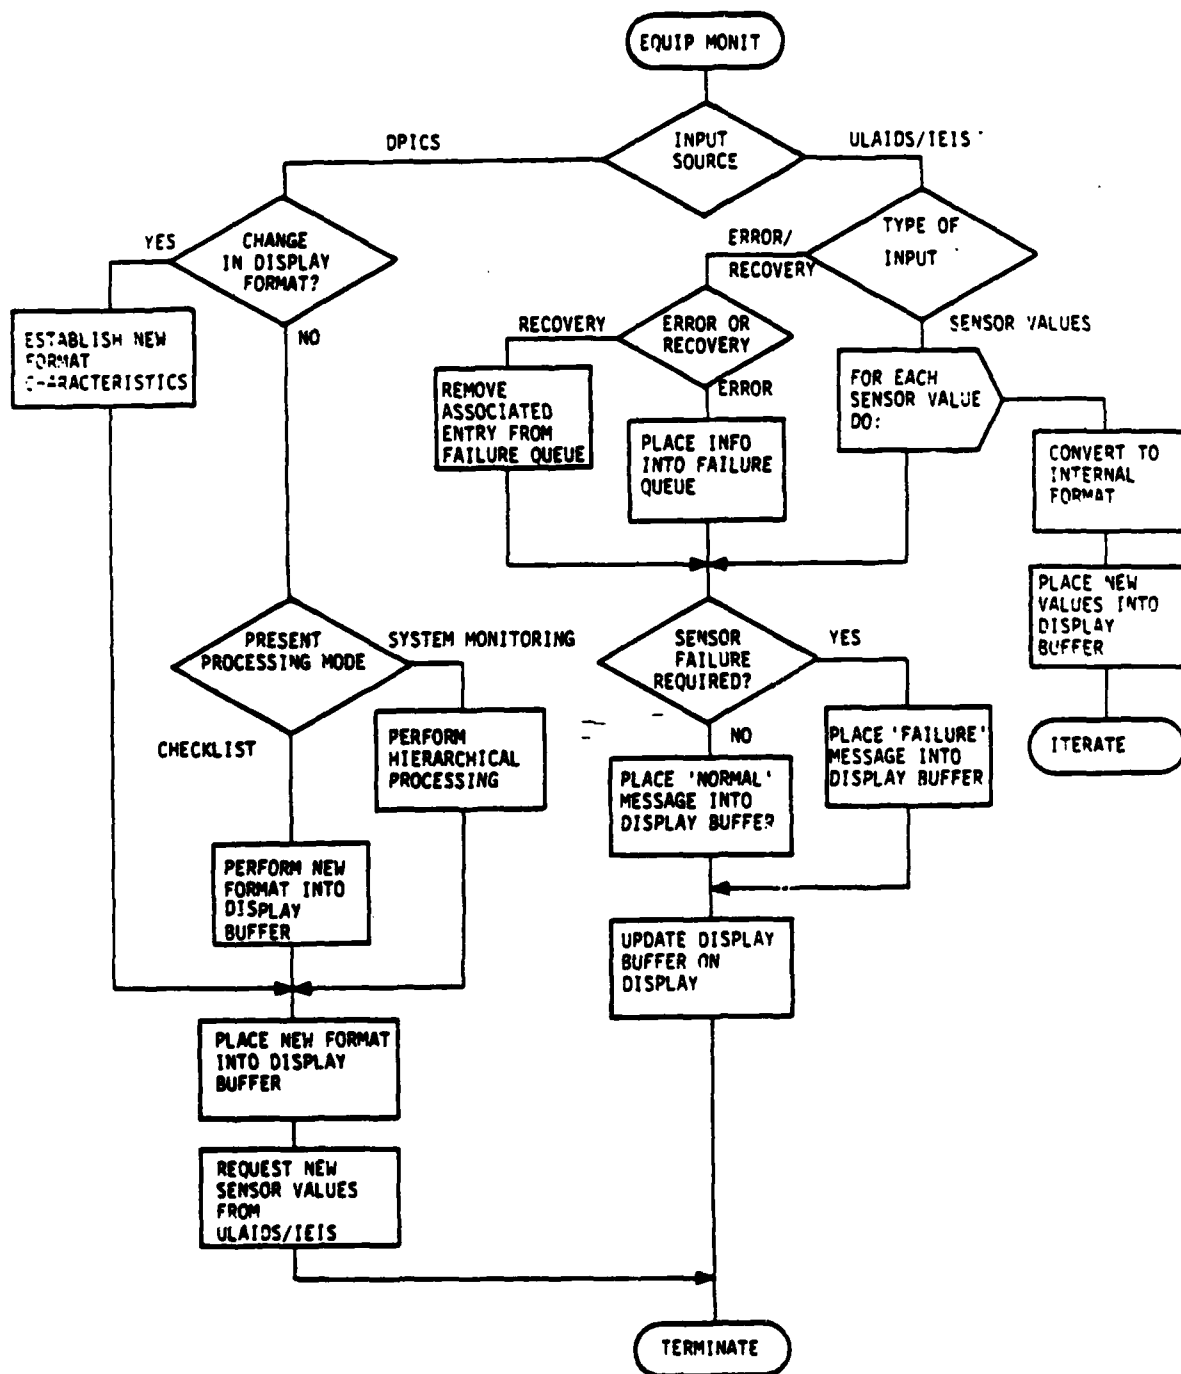 EQUIP MONIT
INPUT
SOURCE
DPICS
ULAIDS/IEIS
CHANGE
IN DISPLAY
FORMAT?
YES
NO
TYPE OF
INPUT
ERROR/
RECOVERY
SENSOR VALUES
ESTABLISH NEW
FORMAT
CHARACTERISTICS
ERROR OR
RECOVERY
RECOVERY
ERROR
REMOVE
ASSOCIATED
ENTRY FROM
FAILURE QUEUE
PLACE INFO
INTO FAILURE
QUEUE
FOR EACH
SENSOR VALUE
DO:
CONVERT TO
INTERNAL
FORMAT
PLACE NEW
VALUES INTO
DISPLAY
BUFFER
ITERATE
PRESENT
PROCESSING MODE
SYSTEM MONITORING
CHECKLIST
PERFORM
HIERARCHICAL
PROCESSING
SENSOR
FAILURE
REQUIRED?
YES
NO
PLACE 'NORMAL'
MESSAGE INTO
DISPLAY BUFFER
PLACE 'FAILURE'
MESSAGE INTO
DISPLAY BUFFER
PERFORM NEW
FORMAT INTO
DISPLAY
BUFFER
UPDATE DISPLAY
BUFFER ON
DISPLAY
PLACE NEW FORMAT
INTO DISPLAY
BUFFER
REQUEST NEW
SENSOR VALUES
FROM
ULAIDS/IEIS
TERMINATE